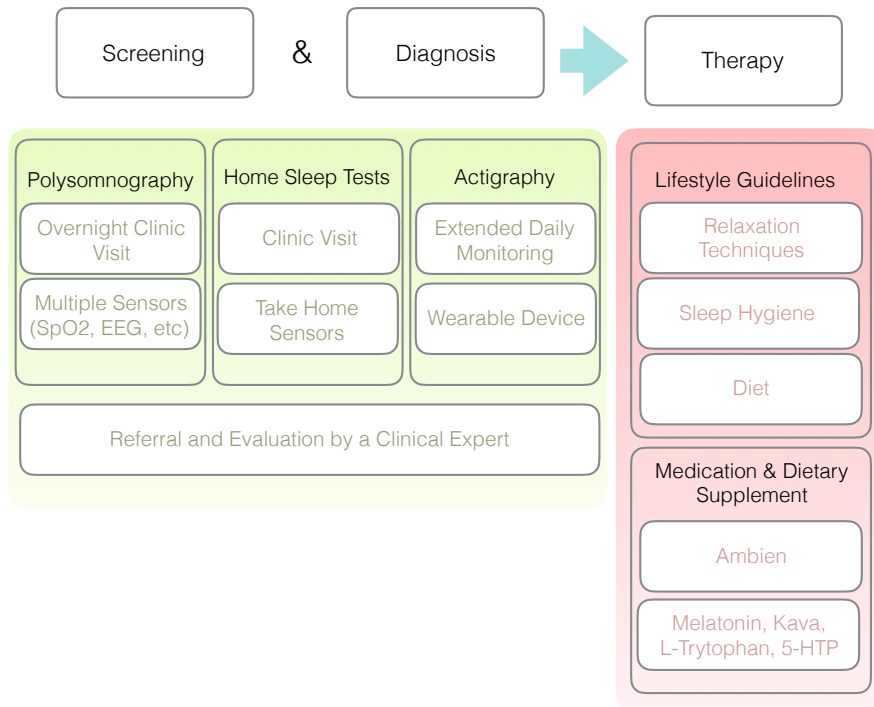 Screening
&
Diagnosis
Therapy
Polysomnography
Overnight Clinic
Visit
Multiple Sensors
(SpO2, EEG, etc)
Home Sleep Tests
Clinic Visit
Take Home
Sensors
Actigraphy
Extended Daily
Monitoring
Wearable Device
Referral and Evaluation by a Clinical Expert
Lifestyle Guidelines
Relaxation
Techniques
Sleep Hygiene
Diet
Medication & Dietary
Supplement
Ambien
Melatonin, Kava,
L-Trytophan, 5-HTP